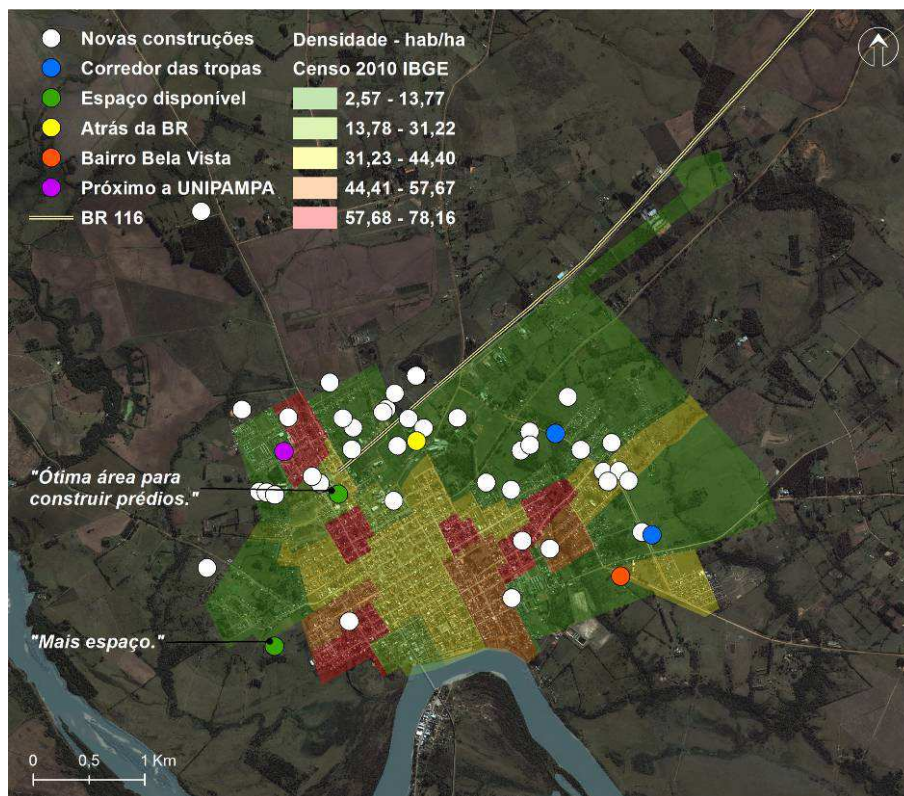 Novas construções
Corredor das tropas
Espaço disponível
Atrás da BR
Bairro Bela Vista
Próximo a UNIPAMPA
BR 116
Densidade - hab/ha
Censo 2010 IBGE
2,57 - 13,77
13,78 - 31,22
31,23 - 44,40
44,41 - 57,67
57,68 - 78,16
"Ótima área para
construir prédios."
"Mais espaço."
0 0,5 1 Km